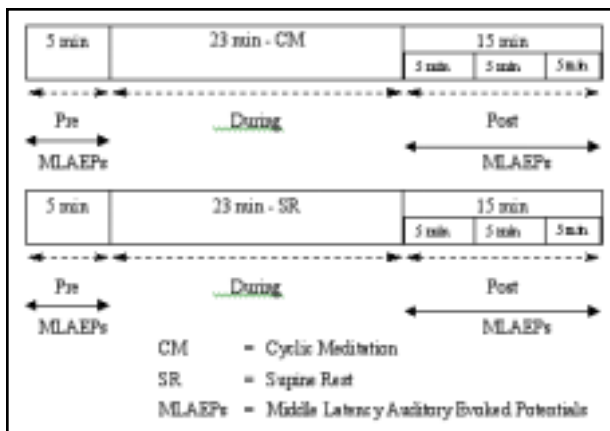 5 min 23 min - CM 15 min
5 min 5 min 5 min
Pre During Post
MLAEPs MLAEPs
5 min 23 min - SR 15 min
5 min 5 min 5 min
Pre During Post
MLAEPs MLAEPs
CM = Cyclic Meditation
SR = Supine Rest
MLAEPs = Middle Latency Auditory Evoked Potentials